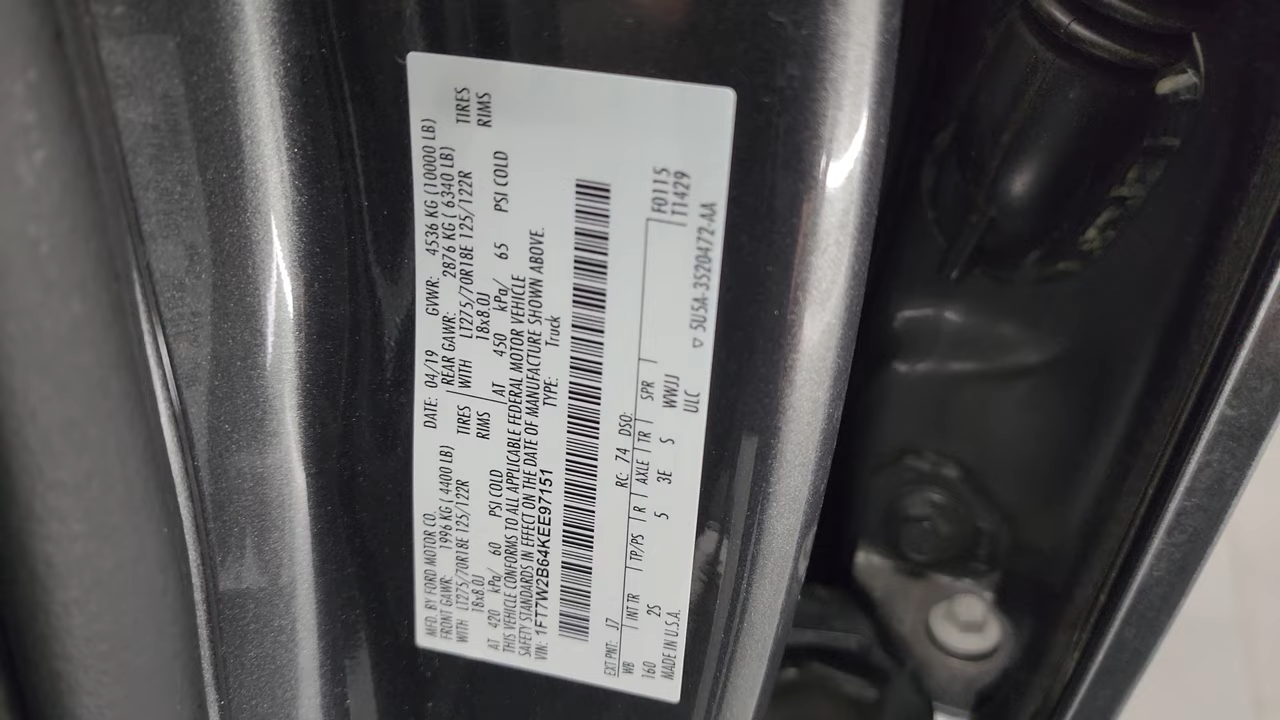 MFD. BY FORD MOTOR CO.
DATE: 04/19 GVWR: 4536 KG (10000 LB)
FRONT GAWR: 1996 KG ( 4400 LB) REAR GAWR: 2876 KG ( 6340 LB)
WITH LT275/70R18E 125/122R TIRES WITH LT275/70R18E 125/122R TIRES
18x8.0J RIMS 18x8.0J RIMS
AT 420 kPa/ 60 PSI COLD AT 450 kPa/ 65 PSI COLD
THIS VEHICLE CONFORMS TO ALL APPLICABLE FEDERAL MOTOR VEHICLE
SAFETY STANDARDS IN EFFECT ON THE DATE OF MANUFACTURE SHOWN ABOVE.
VIN: 1FT7W2B64KEE97151 TYPE: Truck
EXT PNT: J7 RC: 74 DSO:
WB INT TR TP/PS R AXLE TR SPR F0115
160 2S 5 3E S WWJJ T1429
MADE IN U.S.A. ULC
▽ 5U5A-3520472-AA